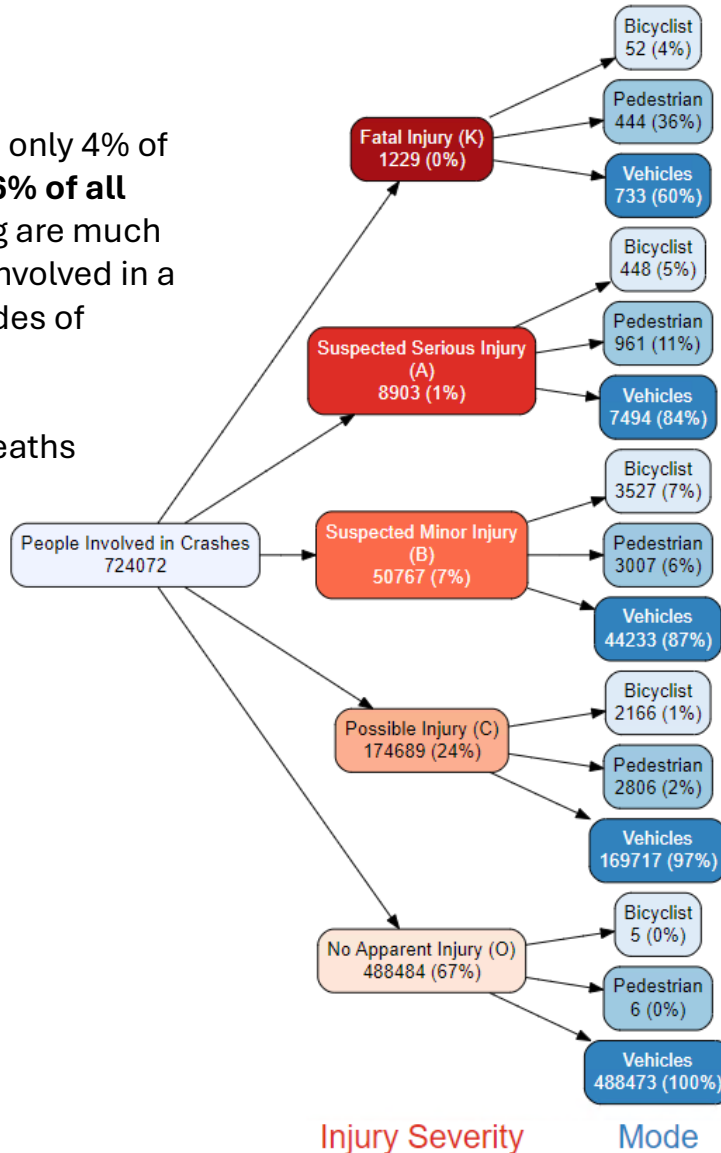 only 4% of
6% of all
g are much
nvolved in a
des of
eaths
People Involved in Crashes
724072
Fatal Injury (K)
1229 (0%)
Bicyclist
52 (4%)
Pedestrian
444 (36%)
Vehicles
733 (60%)
Suspected Serious Injury
(A)
8903 (1%)
Bicyclist
448 (5%)
Pedestrian
961 (11%)
Vehicles
7494 (84%)
Suspected Minor Injury
(B)
50767 (7%)
Bicyclist
3527 (7%)
Pedestrian
3007 (6%)
Vehicles
44233 (87%)
Possible Injury (C)
174689 (24%)
Bicyclist
2166 (1%)
Pedestrian
2806 (2%)
Vehicles
169717 (97%)
No Apparent Injury (O)
488484 (67%)
Bicyclist
5 (0%)
Pedestrian
6 (0%)
Vehicles
488473 (100%)
Injury Severity
Mode